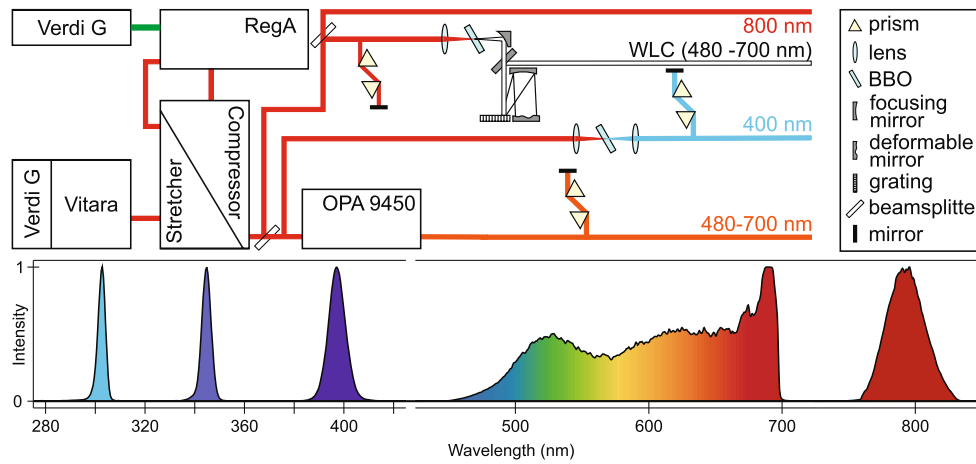 Verdi G
RegA
800 nm
WLC (480 -700 nm)
400 nm
Stretcher
Compressor
Verdi G
Vitara
OPA 9450
480-700 nm
prism
lens
BBO
focusing
mirror
deformable
mirror
grating
beamsplitte
mirror
Intensity
1
0
280
320
360
400
500
600
700
800
Wavelength (nm)